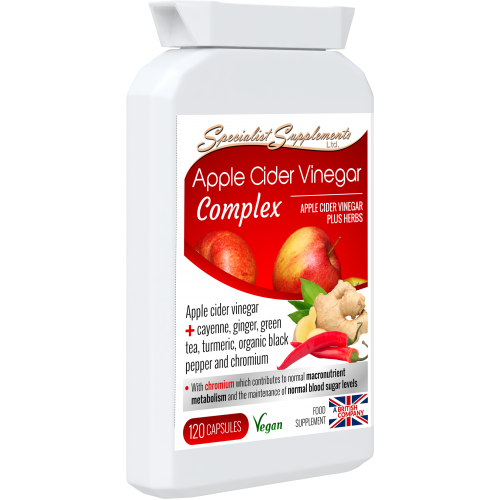 Specialist Supplements
Ltd.
Apple Cider Vinegar
Complex
APPLE CIDER VINEGAR
PLUS HERBS
Apple cider vinegar
+ cayenne, ginger, green
tea, turmeric, organic black
pepper and chromium
• With chromium which contributes to normal macronutrient
metabolism and the maintenance of normal blood sugar levels
120 CAPSULES
Vegan
FOOD
SUPPLEMENT
A BRITISH
COMPANY